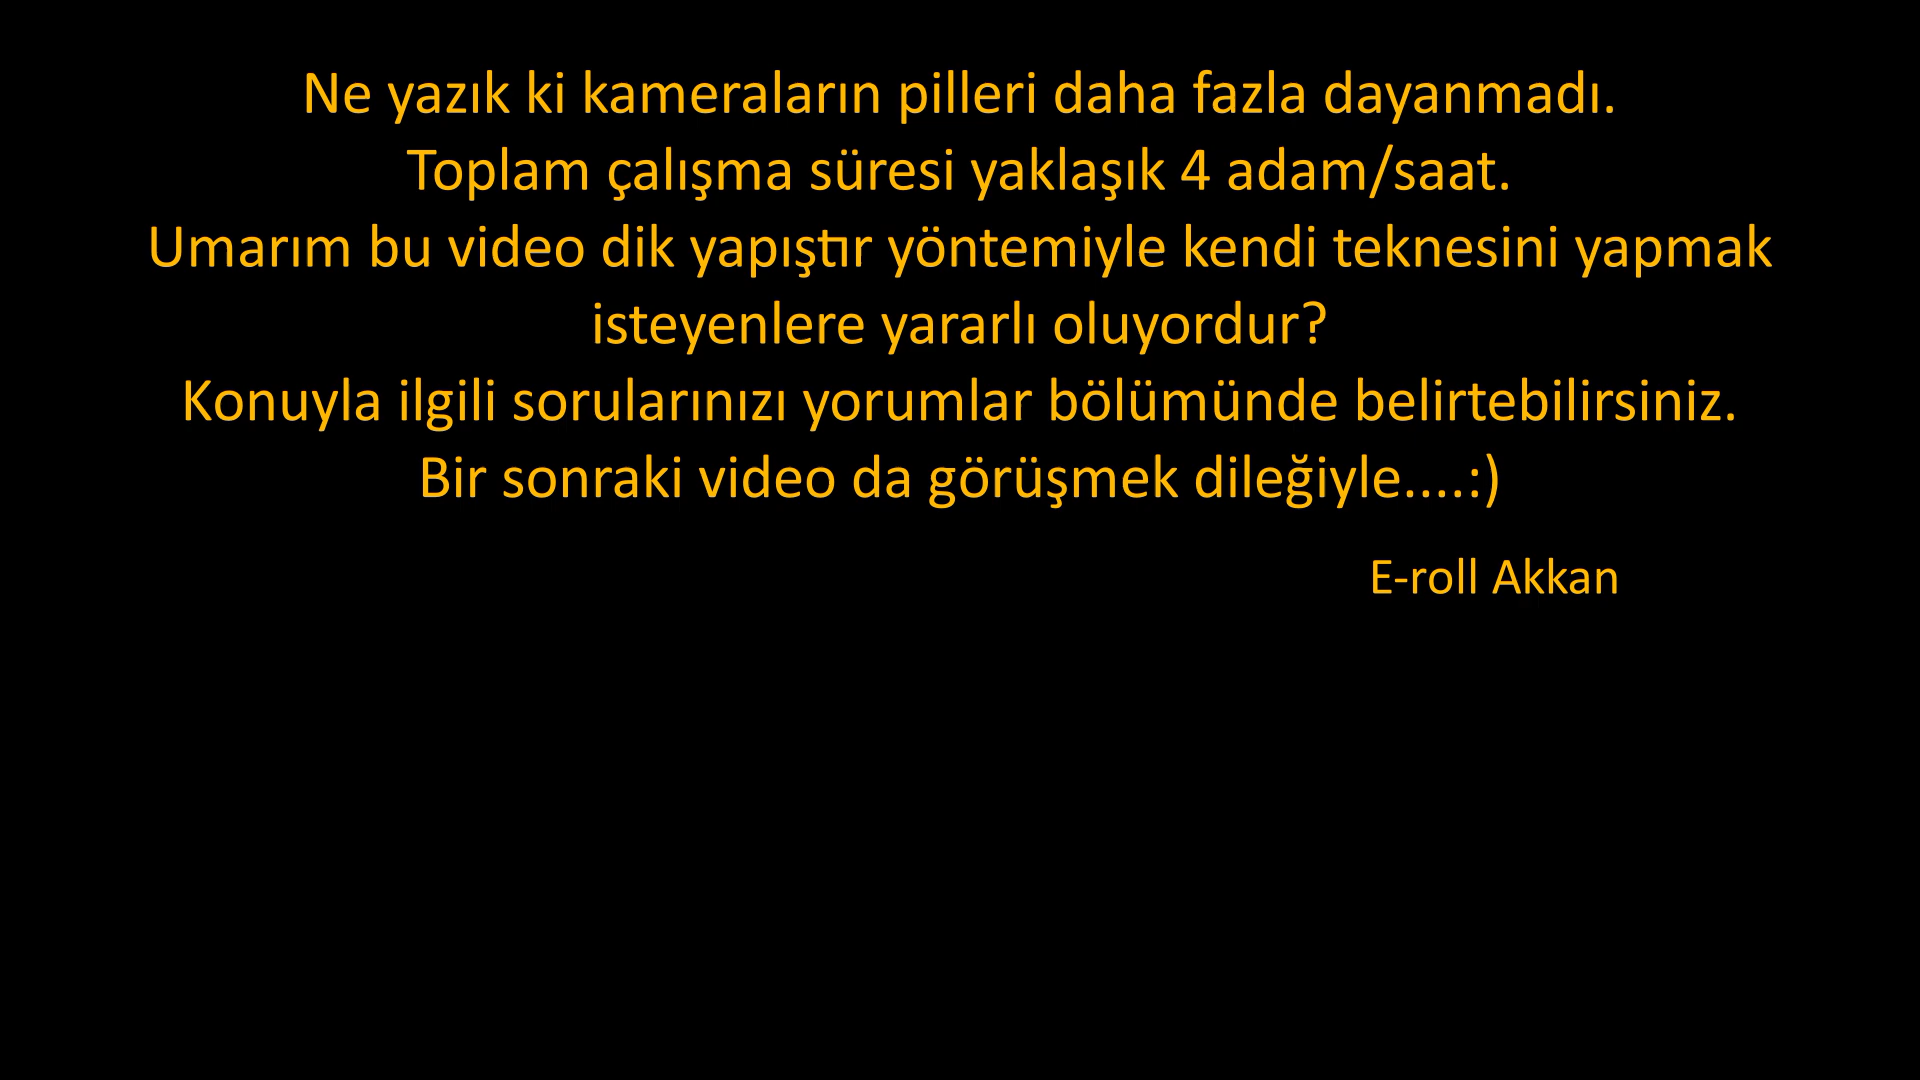 Ne yazık ki kameraların pilleri daha fazla dayanmadı.
Toplam çalışma süresi yaklaşık 4 adam/saat.
Umarım bu video dik yapıştır yöntemiyle kendi teknesini yapmak
isteyenlere yararlı oluyordur?
Konuyla ilgili sorularınızı yorumlar bölümünde belirtebilirsiniz.
Bir sonraki video da görüşmek dileğiyle....:)
E-roll Akkan